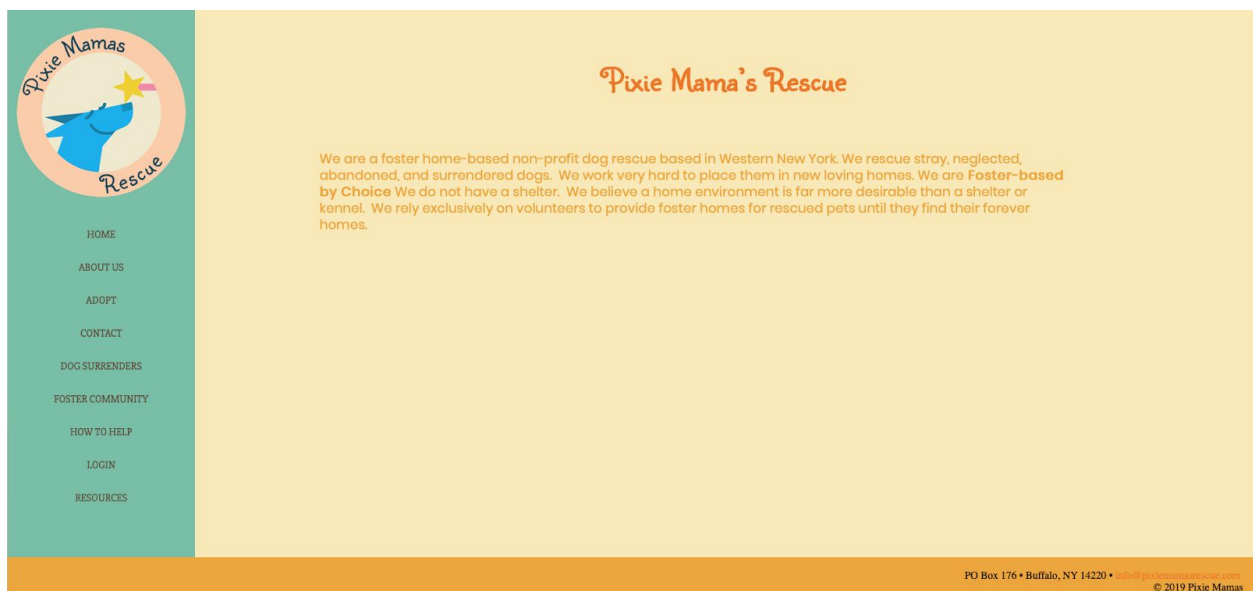 Pixie Mamas
Rescue
HOME
ABOUT US
ADOPT
CONTACT
DOG SURRENDERS
FOSTER COMMUNITY
HOW TO HELP
LOGIN
RESOURCES
Pixie Mama's Rescue
We are a foster home-based non-profit dog rescue based in Western New York. We rescue stray, neglected,
abandoned, and surrendered dogs. We work very hard to place them in new loving homes. We are Foster-based
by Choice We do not have a shelter. We believe a home environment is far more desirable than a shelter or
kennel. We rely exclusively on volunteers to provide foster homes for rescued pets until they find their forever
homes.
PO Box 176 • Buffalo, NY 14220 • info@pixiemamasrescue.com
© 2019 Pixie Mamas